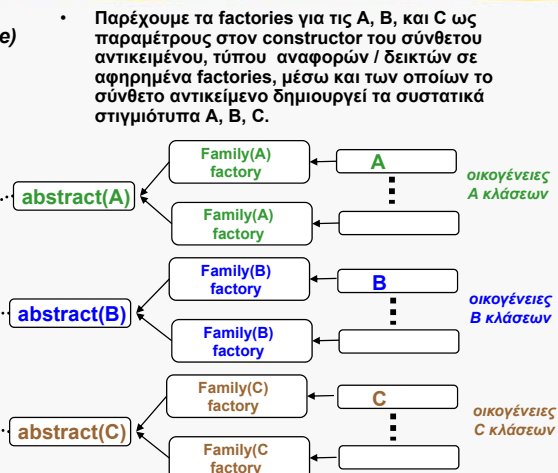 e)
• Παρέχουμε τα factories για τις A, B, και C ως
παραμέτρους στον constructor του σύνθετου
αντικειμένου, τύπου αναφορών / δεικτών σε
αφηρημένα factories, μέσω και των οποίων το
σύνθετο αντικείμενο δημιουργεί τα συστατικά
στιγμιότυπα A, B, C.
Family(A)
factory
A
οικογένειες
A κλάσεων
abstract(A)
Family(A)
factory
Family(B)
factory
B
οικογένειες
B κλάσεων
abstract(B)
Family(B)
factory
Family(C)
factory
C
οικογένειες
C κλάσεων
abstract(C)
Family(C
factory